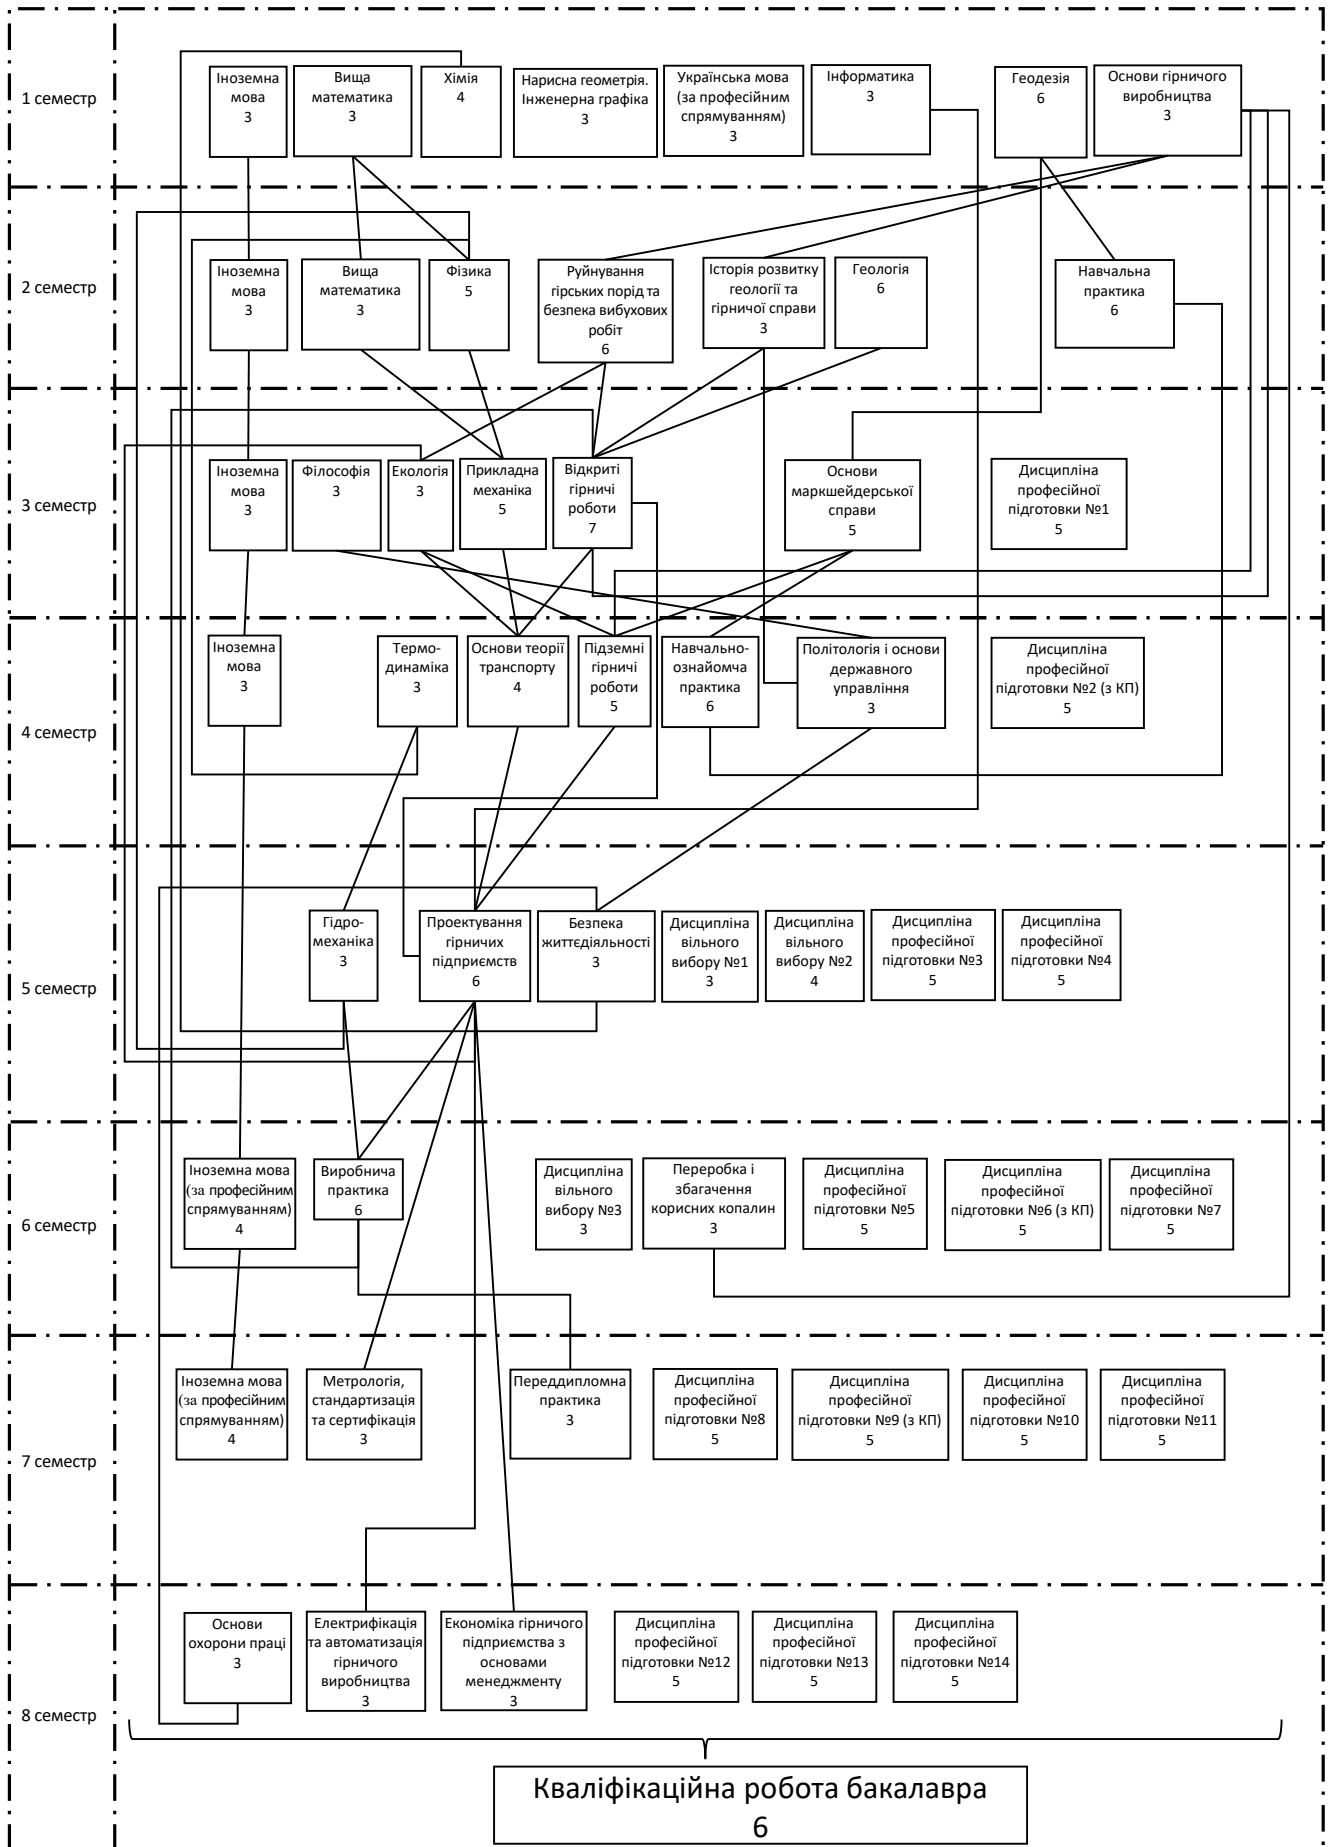 1 семестр
Іноземна
мова
3
Вища
математика
3
Хімія
4
Нарисна геометрія.
Інженерна графіка
3
Українська мова
(за професійним
спрямуванням)
3
Інформатика
3
Геодезія
6
Основи гірничого
виробництва
3
2 семестр
Іноземна
мова
3
Вища
математика
3
Фізика
5
Руйнування
гірських порід та
безпека вибухових
робіт
6
Історія розвитку
геології та
гірничої справи
3
Геологія
6
Навчальна
практика
6
3 семестр
Іноземна
мова
3
Філософія
3
Екологія
3
Прикладна
механіка
5
Відкриті
гірничі
роботи
7
Основи
маркшейдерської
справи
5
Дисципліна
професійної
підготовки №1
5
4 семестр
Іноземна
мова
3
Термо-
динаміка
3
Основи теорії
транспорту
4
Підземні
гірничі
роботи
5
Навчально-
ознайомча
практика
6
Політологія і основи
державного
управління
3
Дисципліна
професійної
підготовки №2 (з КП)
5
5 семестр
Гідро-
механіка
3
Проектування
гірничих
підприємств
6
Безпека
життєдіяльності
3
Дисципліна
вільного
вибору №1
3
Дисципліна
вільного
вибору №2
4
Дисципліна
професійної
підготовки №3
5
Дисципліна
професійної
підготовки №4
5
6 семестр
Іноземна мова
(за професійним
спрямуванням)
4
Виробнича
практика
6
Дисципліна
вільного
вибору №3
3
Переробка і
збагачення
корисних копалин
3
Дисципліна
професійної
підготовки №5
5
Дисципліна
професійної
підготовки №6 (з КП)
5
Дисципліна
професійної
підготовки №7
5
7 семестр
Іноземна мова
(за професійним
спрямуванням)
4
Метрологія,
стандартизація
та сертифікація
3
Переддипломна
практика
3
Дисципліна
професійної
підготовки №8
5
Дисципліна
професійної
підготовки №9 (з КП)
5
Дисципліна
професійної
підготовки №10
5
Дисципліна
професійної
підготовки №11
5
8 семестр
Основи
охорони праці
3
Електрифікація
та автоматизація
гірничого
виробництва
3
Економіка гірничого
підприємства з
основами
менеджменту
3
Дисципліна
професійної
підготовки №12
5
Дисципліна
професійної
підготовки №13
5
Дисципліна
професійної
підготовки №14
5
Кваліфікаційна робота бакалавра
6